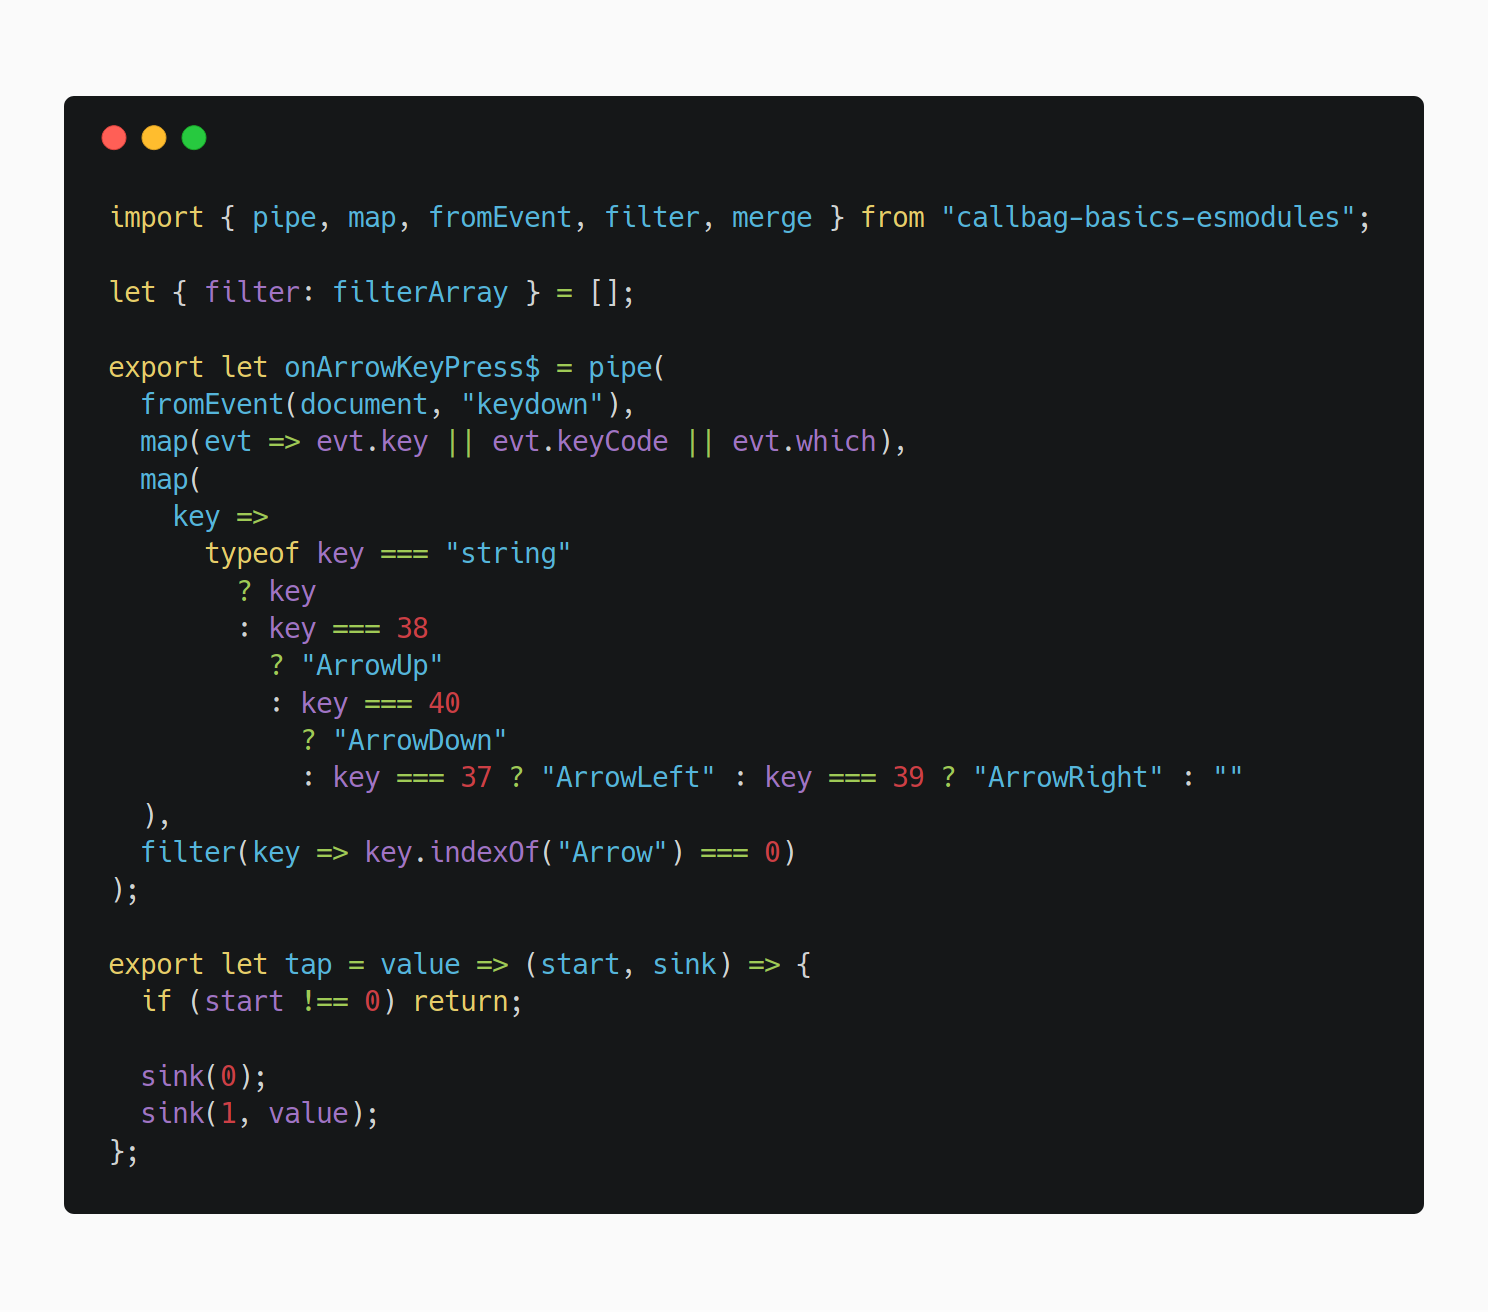 import { pipe, map, fromEvent, filter, merge } from "callbag-basics-esmodules";

let { filter: filterArray } = [];

export let onArrowKeyPress$ = pipe(
  fromEvent(document, "keydown"),
  map(evt => evt.key || evt.keyCode || evt.which),
  map(
    key =>
      typeof key === "string"
        ? key
        : key === 38
          ? "ArrowUp"
          : key === 40
            ? "ArrowDown"
            : key === 37 ? "ArrowLeft" : key === 39 ? "ArrowRight" : ""
  ),
  filter(key => key.indexOf("Arrow") === 0)
);

export let tap = value => (start, sink) => {
  if (start !== 0) return;

  sink(0);
  sink(1, value);
};